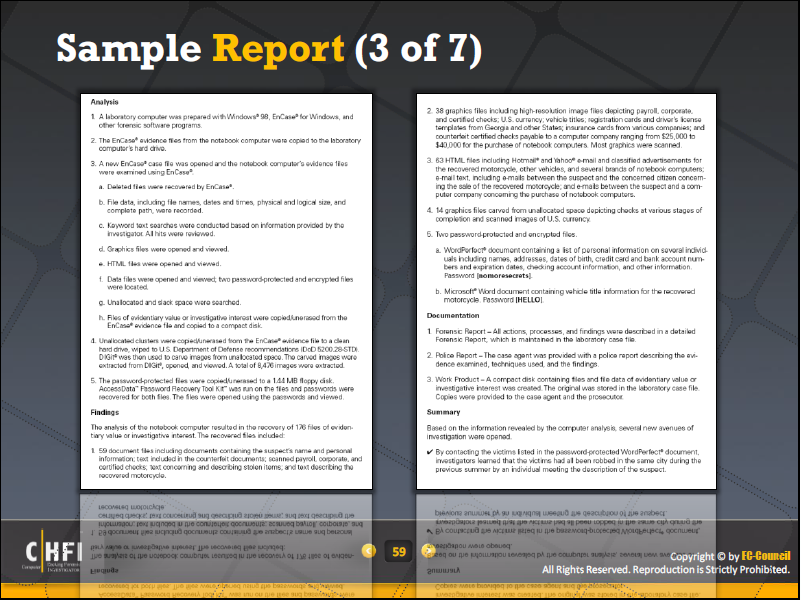 Sample Report (3 of 7)
Analysis
1. A laboratory computer was prepared with Windows® 98, EnCase® for Windows, and
other forensic software programs.
2. The EnCase® evidence files from the notebook computer were copied to the laboratory
computer's hard drive.
3. A new EnCase® case file was opened and the notebook computer's evidence files
were examined using EnCase®.
a. Deleted files were recovered by EnCase®.
b. File data, including file names, dates and times, physical and logical size, and
complete path, were recorded.
c. Keyword text searches were conducted based on information provided by the
investigator. All hits were reviewed.
d. Graphics files were opened and viewed.
e. HTML files were opened and viewed.
f. Data files were opened and viewed; two password-protected and encrypted files
were located.
g. Unallocated and slack space were searched.
h. Files of evidentiary value or investigative interest were copied/unerased from the
EnCase® evidence file and copied to a compact disk.
4. Unallocated clusters were copied/unerased from the EnCase® evidence file to a clean
hard drive, wiped to U.S. Department of Defense recommendations (DoD 5200.28-STD).
DIGit® was then used to carve images from unallocated space. The carved images were
extracted from DIGit®, opened, and viewed. A total of 8,476 images were extracted.
5. The password-protected files were copied/unerased to a 1.44 MB floppy disk.
AccessData™ Password Recovery Tool Kit™ was run on the files and passwords were
recovered for both files. The files were opened using the passwords and viewed.
Findings
The analysis of the notebook computer resulted in the recovery of 176 files of eviden-
tiary value or investigative interest. The recovered files included:
1. 59 document files including documents containing the suspect's name and personal
information; text included in the counterfeit documents; scanned payroll, corporate, and
certified checks; text concerning and describing stolen items; and text describing the
recovered motorcycle.
2. 38 graphics files including high-resolution image files depicting payroll, corporate,
and certified checks; U.S. currency; vehicle titles; registration cards and driver's license
templates from Georgia and other States; insurance cards from various companies; and
counterfeit certified checks payable to a computer company ranging from $25,000 to
$40,000 for the purchase of notebook computers. Most graphics were scanned.
3. 63 HTML files including Hotmail® and Yahoo® e-mail and classified advertisements for
the recovered motorcycle, other vehicles, and several brands of notebook computers;
e-mail text, including e-mails between the suspect and the concerned citizen concern-
ing the sale of the recovered motorcycle; and e-mails between the suspect and a com-
puter company concerning the purchase of notebook computers.
4. 14 graphics files carved from unallocated space depicting checks at various stages of
completion and scanned images of U.S. currency.
5. Two password-protected and encrypted files.
a. WordPerfect® document containing a list of personal information on several individ-
uals including names, addresses, dates of birth, credit card and bank account num-
bers and expiration dates, checking account information, and other information.
Password [nomoresecrets].
b. Microsoft® Word document containing vehicle title information for the recovered
motorcycle. Password [HELLO].
Documentation
1. Forensic Report – All actions, processes, and findings were described in a detailed
Forensic Report, which is maintained in the laboratory case file.
2. Police Report – The case agent was provided with a police report describing the evi-
dence examined, techniques used, and the findings.
3. Work Product – A compact disk containing files and file data of evidentiary value or
investigative interest was created. The original was stored in the laboratory case file.
Copies were provided to the case agent and the prosecutor.
Summary
Based on the information revealed by the computer analysis, several new avenues of
investigation were opened.
✔ By contacting the victims listed in the password-protected WordPerfect® document,
investigators learned that the victims had all been robbed in the same city during the
previous summer by an individual meeting the description of the suspect.
CHFI
Computer Hacking Forensic
INVESTIGATOR
59
Copyright © by EC-Council
All Rights Reserved. Reproduction is Strictly Prohibited.